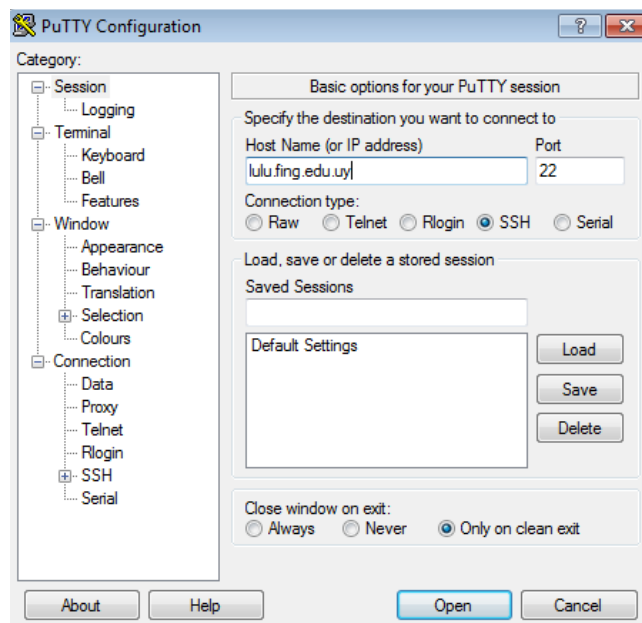 PuTTY Configuration
Category:
Session
Logging
Terminal
Keyboard
Bell
Features
Window
Appearance
Behaviour
Translation
Selection
Colours
Connection
Data
Proxy
Telnet
Rlogin
SSH
Serial
Basic options for your PuTTY session
Specify the destination you want to connect to
Host Name (or IP address) Port
lulu.fing.edu.uy 22
Connection type:
Raw Telnet Rlogin SSH Serial
Load, save or delete a stored session
Saved Sessions
Default Settings
Load
Save
Delete
Close window on exit:
Always Never Only on clean exit
About Help Open Cancel